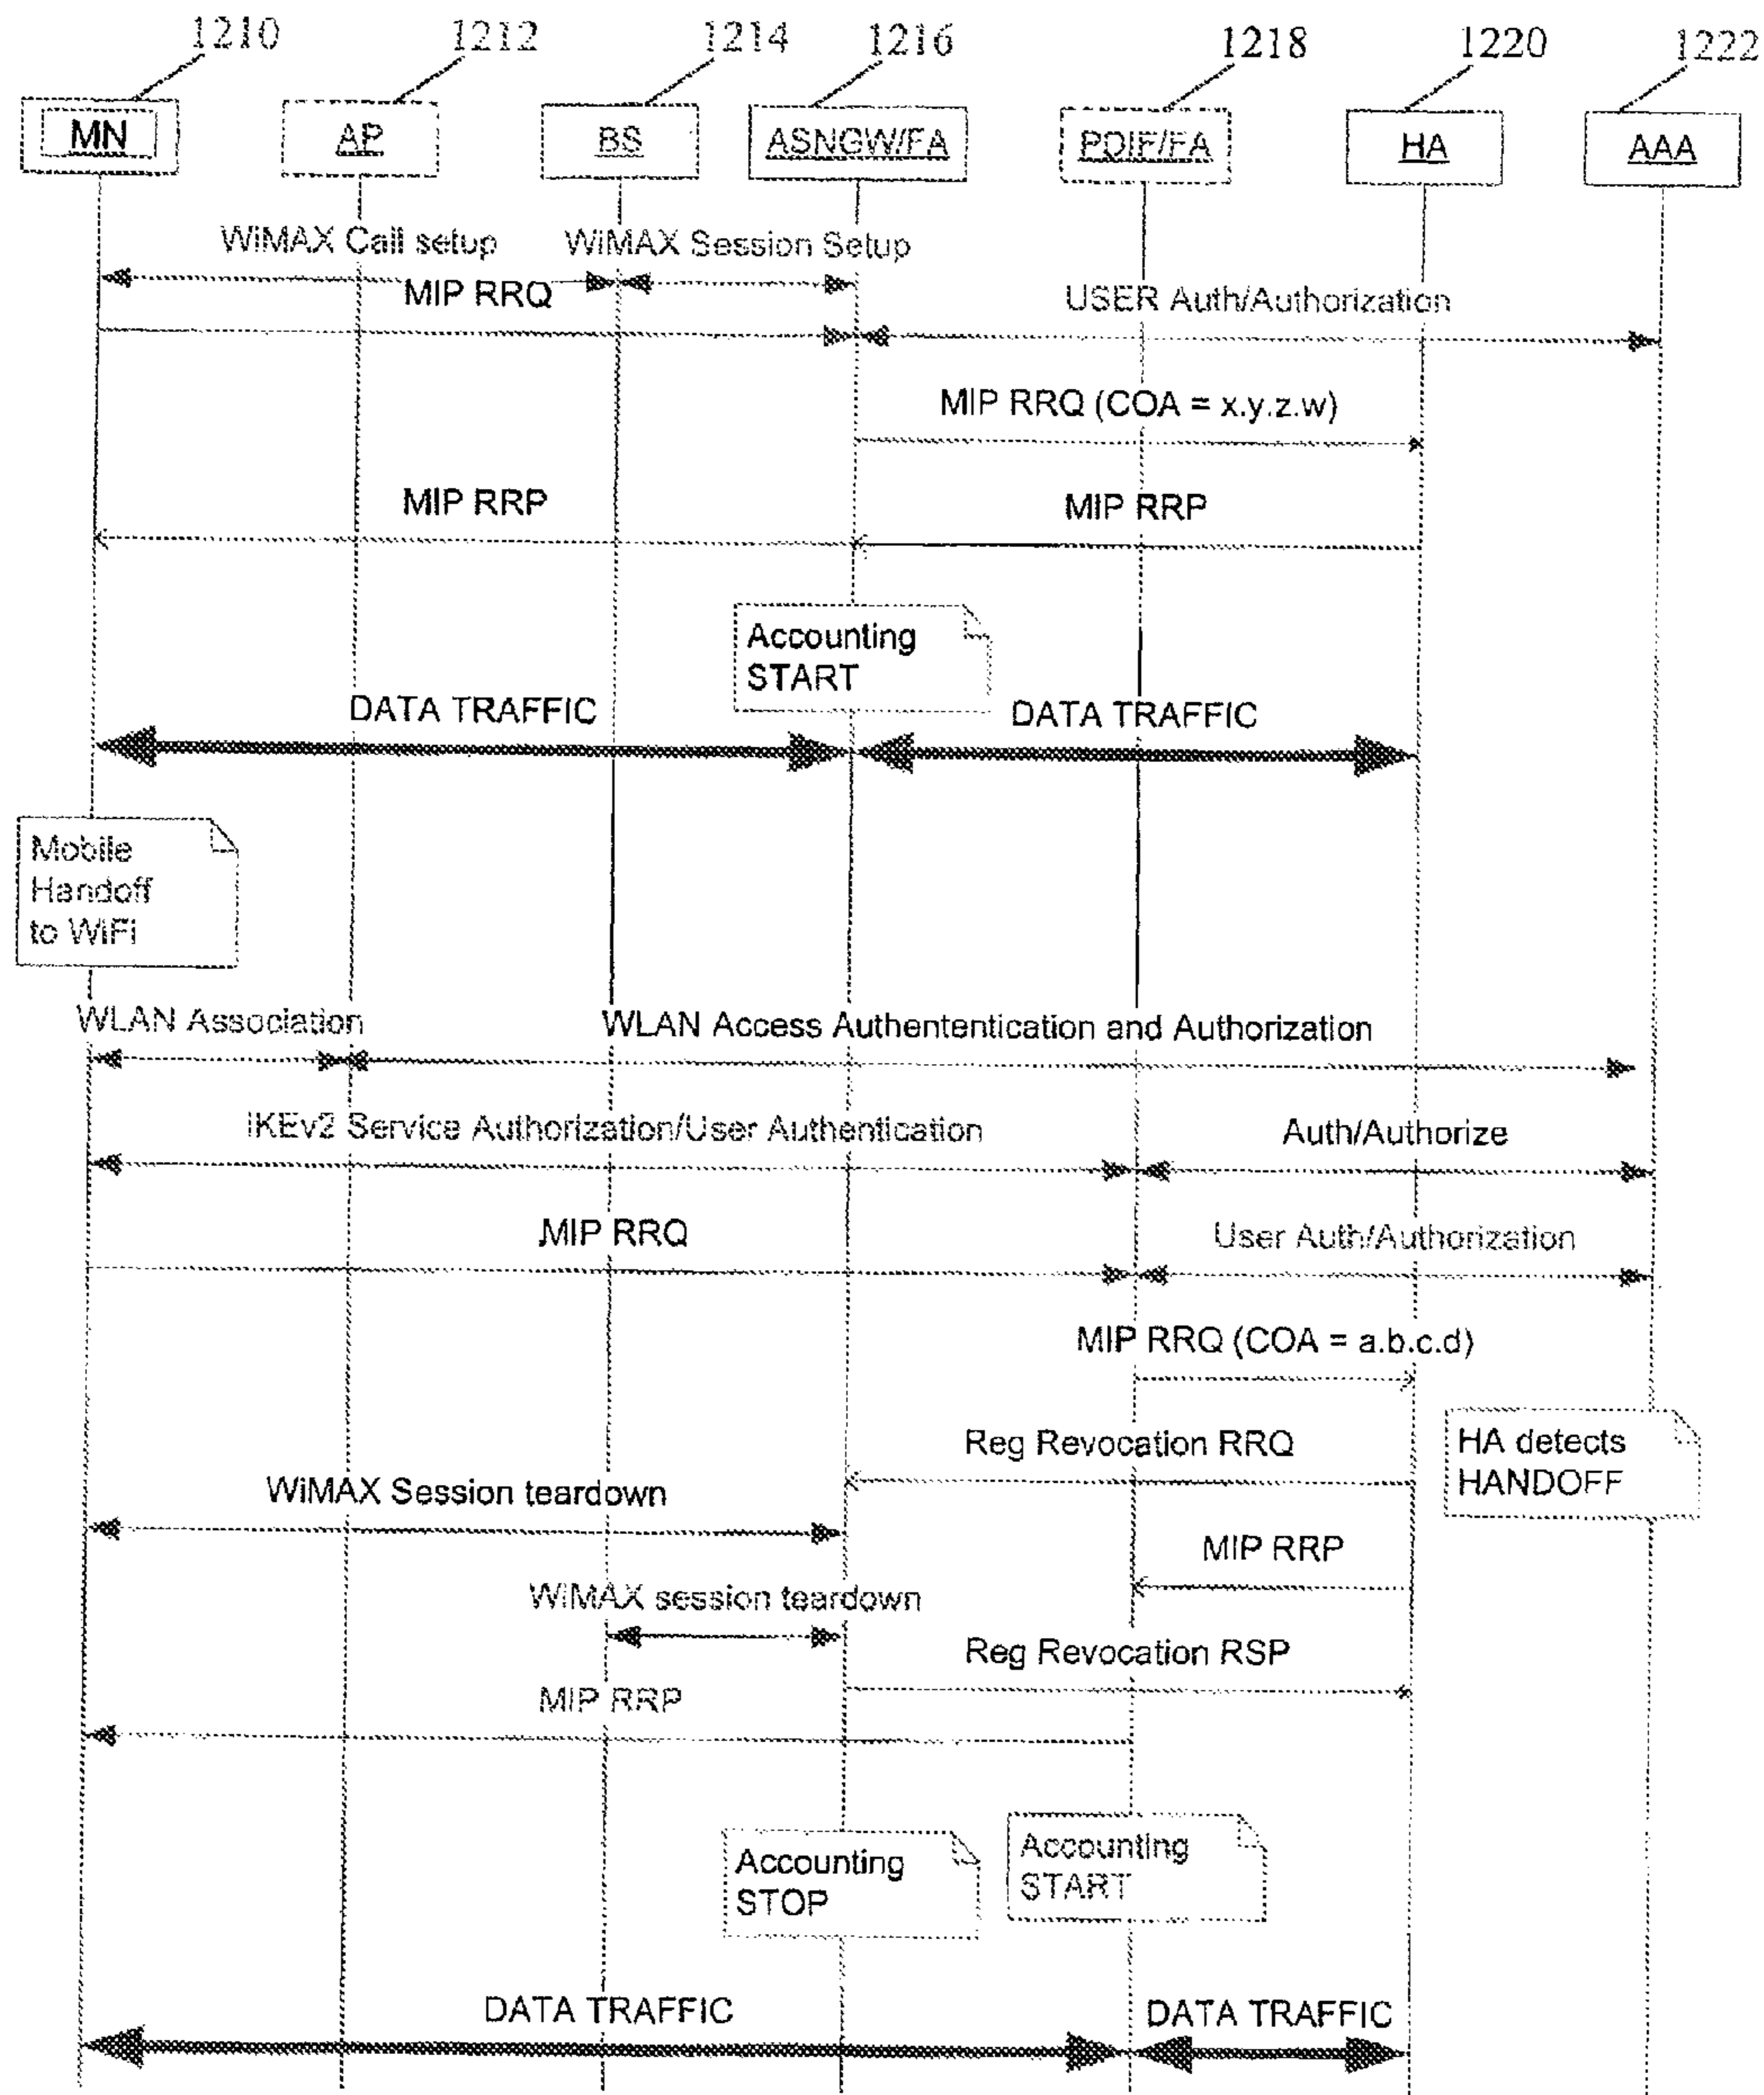 1210 1212 1214 1216 1218 1220 1222
MN AP BS ASNGW/FA PDIF/FA HA AAA
WiMAX Call setup WiMAX Session Setup
MIP RRQ USER Auth/Authorization
MIP RRQ (COA = x.y.z.w)
MIP RRP MIP RRP
Accounting
START
DATA TRAFFIC DATA TRAFFIC
Mobile
Handoff
to WiFi
WLAN Association WLAN Access Authententication and Authorization
IKEv2 Service Authorization/User Authentication Auth/Authorize
MIP RRQ User Auth/Authorization
MIP RRQ (COA = a.b.c.d)
Reg Revocation RRQ
HA detects
HANDOFF
WiMAX Session teardown
MIP RRP
WiMAX session teardown
Reg Revocation RSP
MIP RRP
Accounting
STOP
Accounting
START
DATA TRAFFIC DATA TRAFFIC